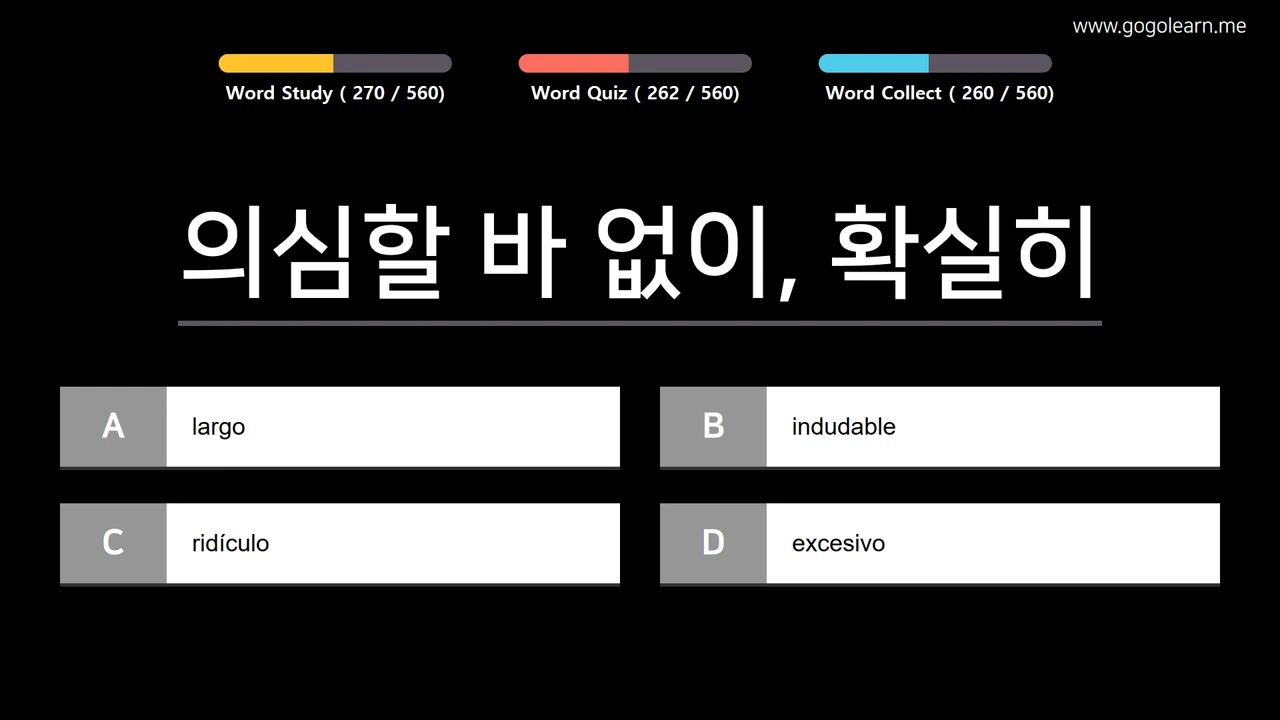 www.gogolearn.me
Word Study ( 270 / 560)
Word Quiz ( 262 / 560)
Word Collect ( 260 / 560)
의심할 바 없이, 확실히
A largo
B indudable
C ridículo
D excesivo